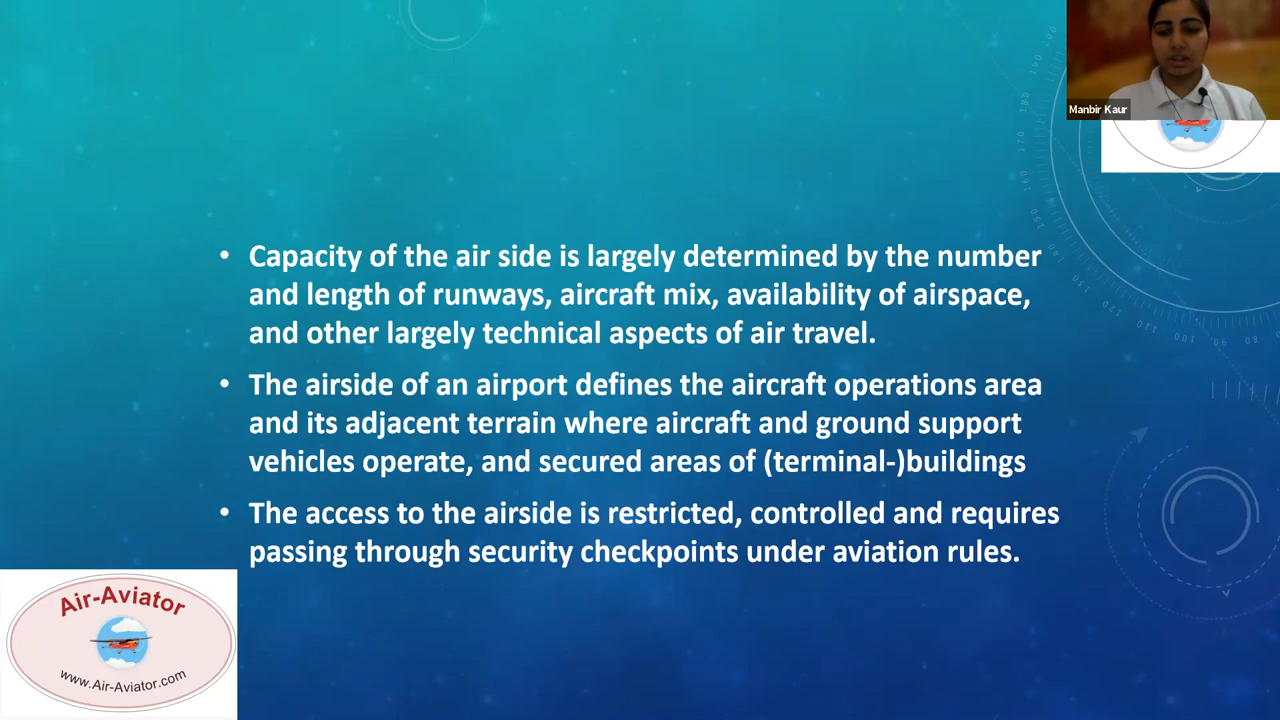 Manbir Kaur
• Capacity of the air side is largely determined by the number
and length of runways, aircraft mix, availability of airspace,
and other largely technical aspects of air travel.
• The airside of an airport defines the aircraft operations area
and its adjacent terrain where aircraft and ground support
vehicles operate, and secured areas of (terminal-)buildings
• The access to the airside is restricted, controlled and requires
passing through security checkpoints under aviation rules.
Air-Aviator
www.Air-Aviator.com